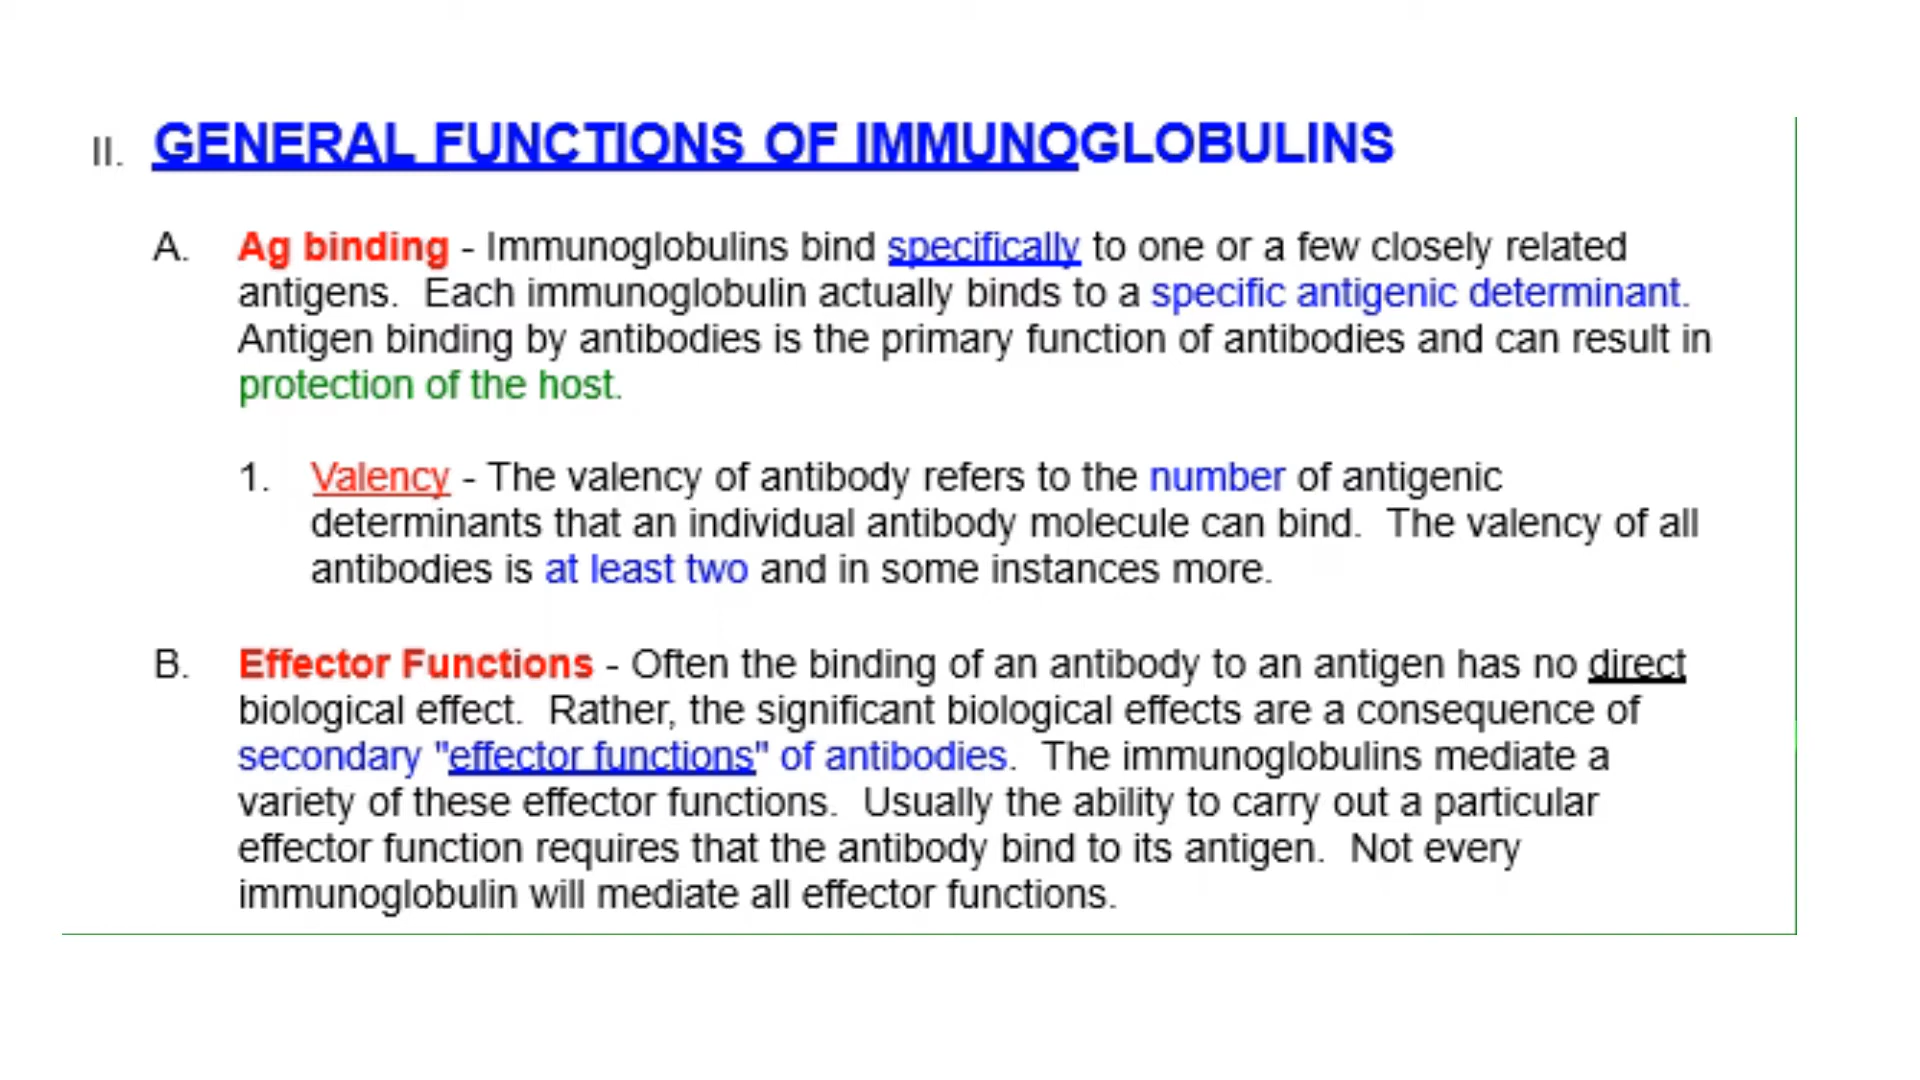 II. GENERAL FUNCTIONS OF IMMUNOGLOBULINS
A. Ag binding - Immunoglobulins bind specifically to one or a few closely related
antigens. Each immunoglobulin actually binds to a specific antigenic determinant.
Antigen binding by antibodies is the primary function of antibodies and can result in
protection of the host.
1. Valency - The valency of antibody refers to the number of antigenic
determinants that an individual antibody molecule can bind. The valency of all
antibodies is at least two and in some instances more.
B. Effector Functions - Often the binding of an antibody to an antigen has no direct
biological effect. Rather, the significant biological effects are a consequence of
secondary "effector functions" of antibodies. The immunoglobulins mediate a
variety of these effector functions. Usually the ability to carry out a particular
effector function requires that the antibody bind to its antigen. Not every
immunoglobulin will mediate all effector functions.